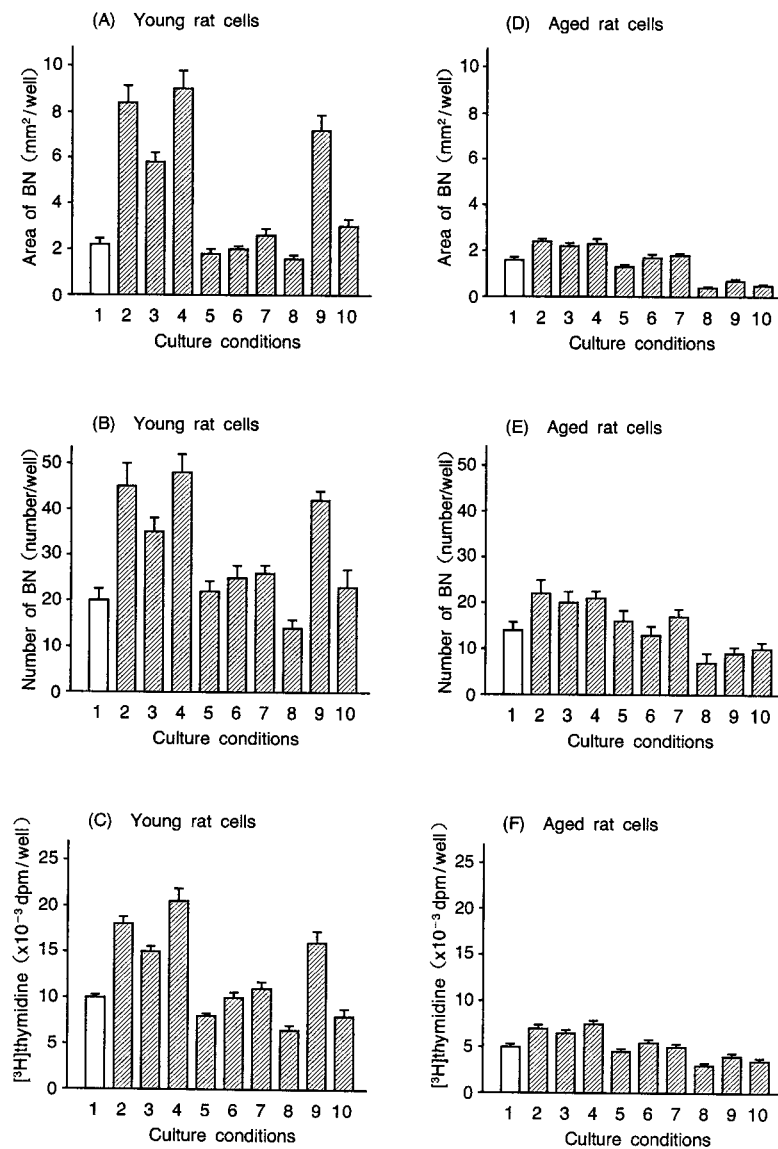 (A) Young rat cells
Area of BN (mm²/well)
10
8
6
4
2
0
1 2 3 4 5 6 7 8 9 10
Culture conditions
(D) Aged rat cells
Area of BN (mm²/well)
10
8
6
4
2
0
1 2 3 4 5 6 7 8 9 10
Culture conditions
(B) Young rat cells
Number of BN (number/well)
50
40
30
20
10
0
1 2 3 4 5 6 7 8 9 10
Culture conditions
(E) Aged rat cells
Number of BN (number/well)
50
40
30
20
10
0
1 2 3 4 5 6 7 8 9 10
Culture conditions
(C) Young rat cells
[³H]thymidine (x10⁻³ dpm/well)
25
20
15
10
5
0
1 2 3 4 5 6 7 8 9 10
Culture conditions
(F) Aged rat cells
[³H]thymidine (x10⁻³ dpm/well)
25
20
15
10
5
0
1 2 3 4 5 6 7 8 9 10
Culture conditions